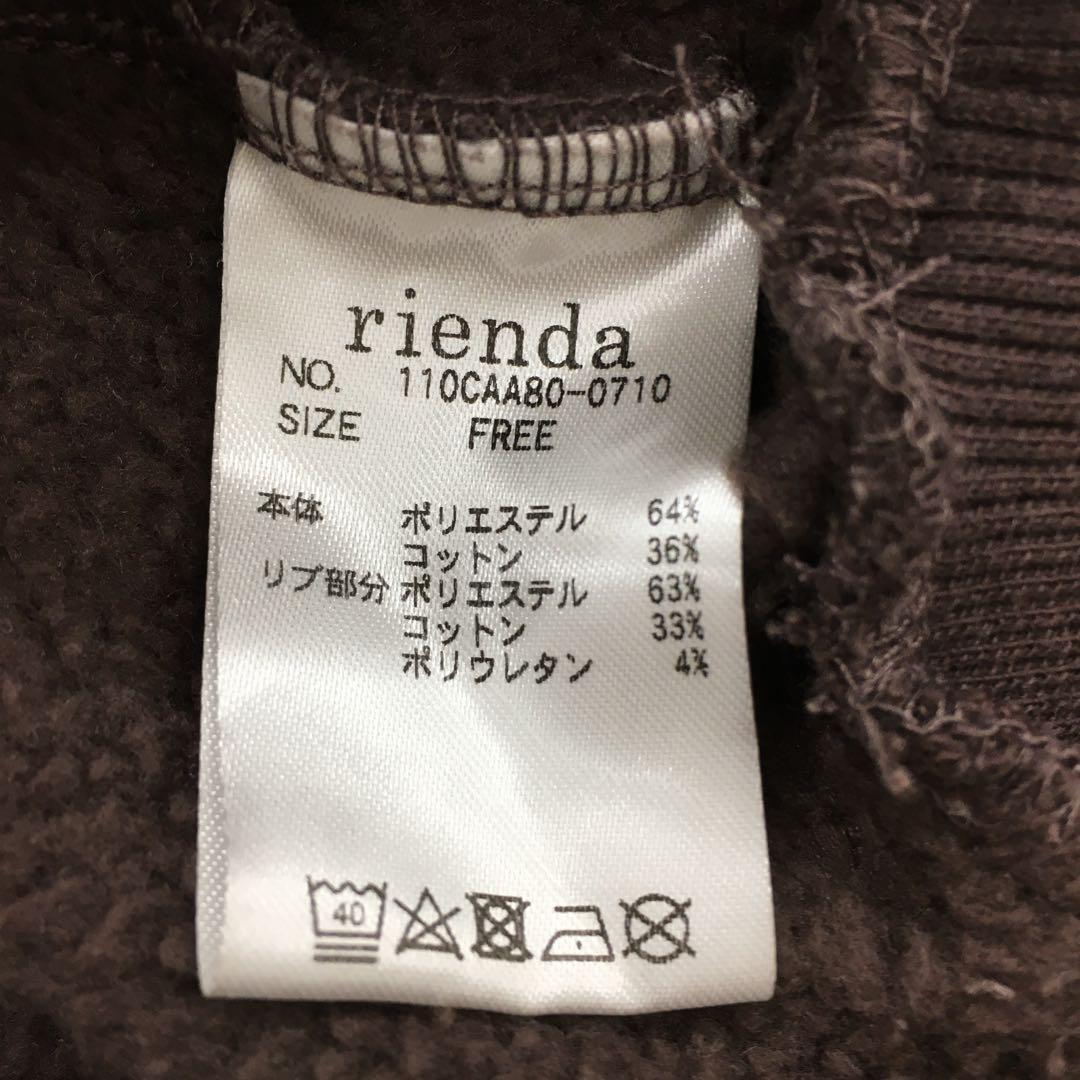 rienda
NO. 110CAA80-0710
SIZE FREE
本体 ポリエステル 64%
コットン 36%
リブ部分 ポリエステル 63%
コットン 33%
ポリウレタン 4%
40